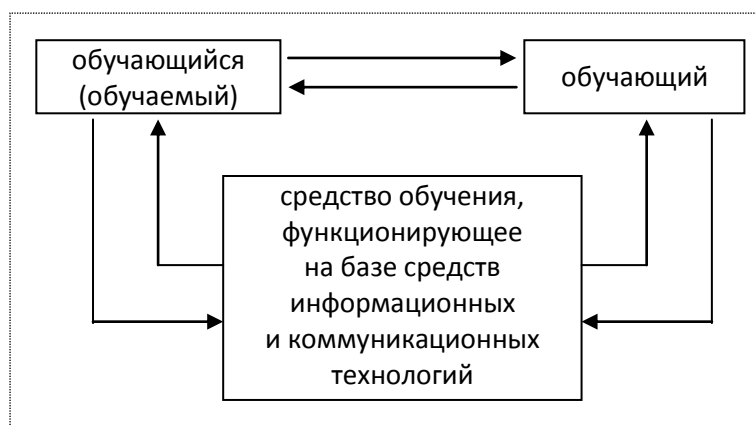 обучающийся
(обучаемый)
обучающий
средство обучения,
функционирующее
на базе средств
информационных
и коммуникационных
технологий